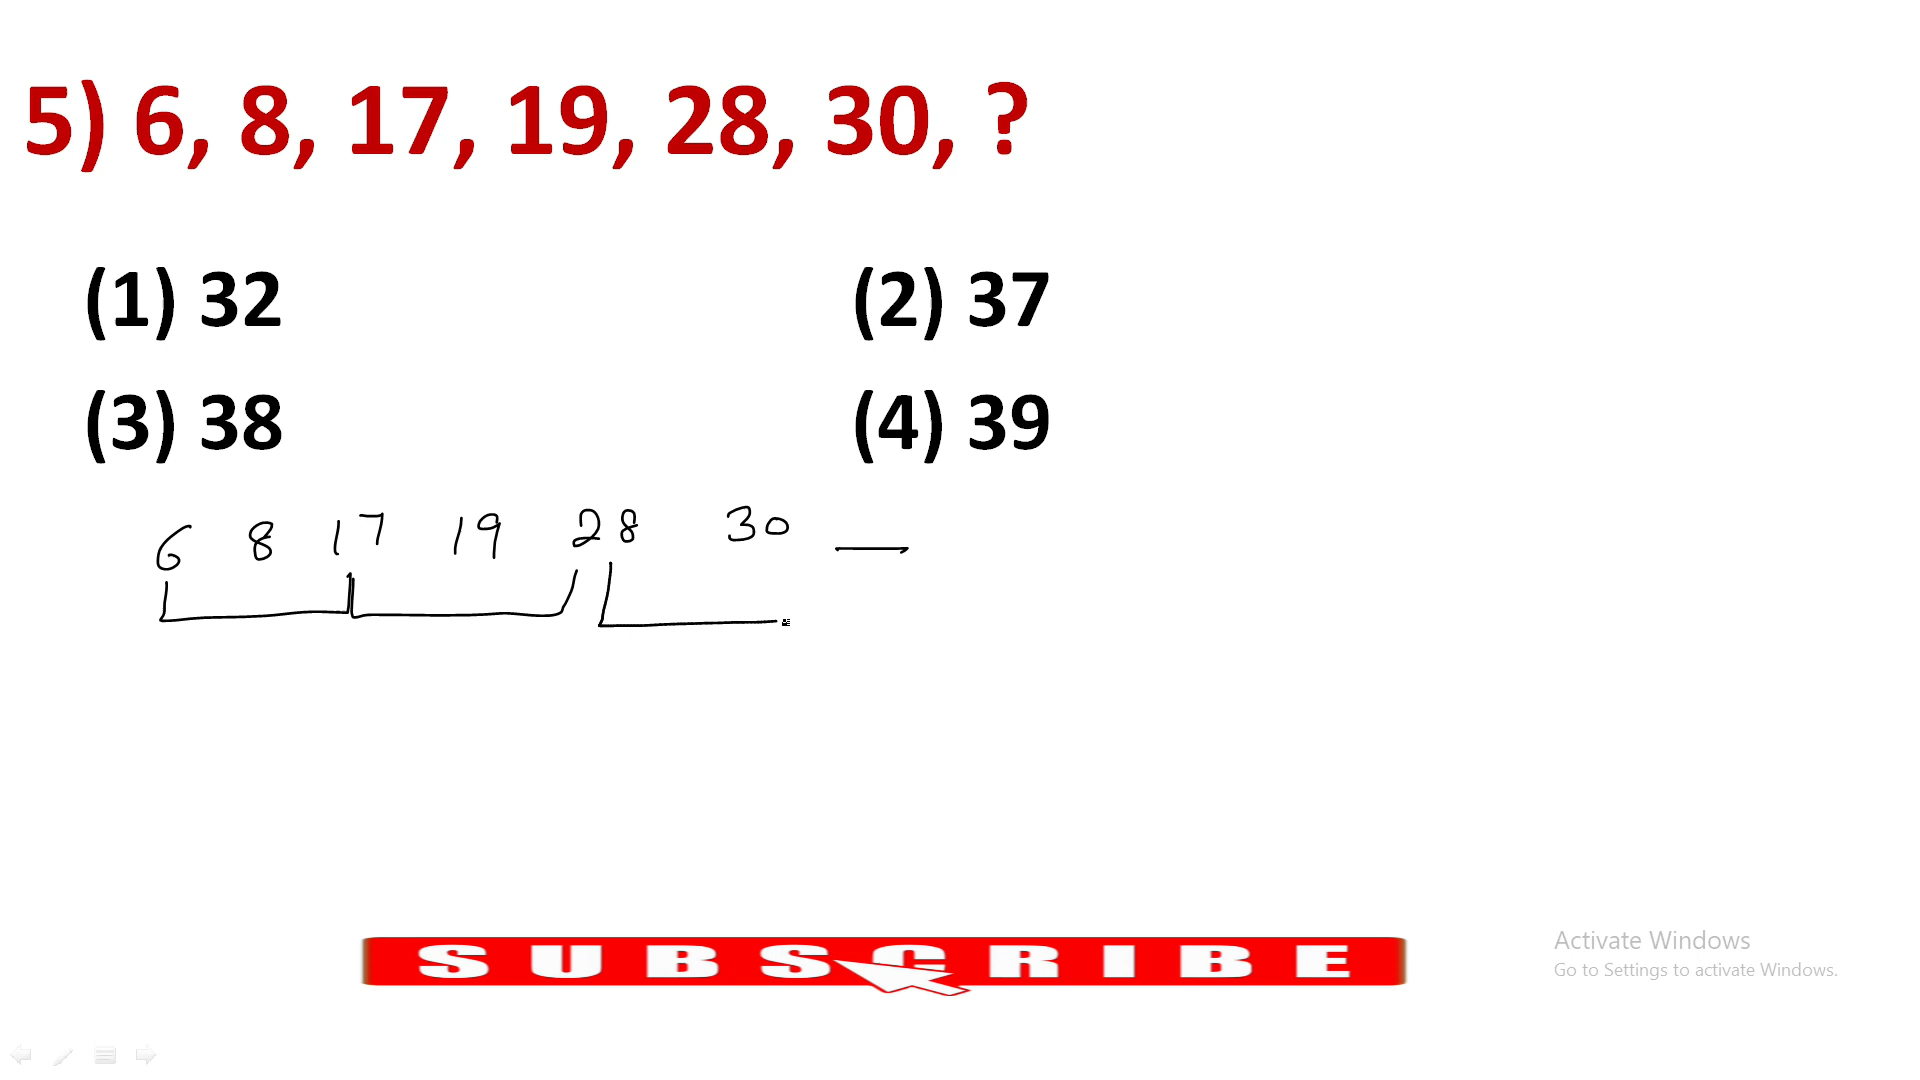 5) 6, 8, 17, 19, 28, 30, ?
(1) 32 (2) 37
(3) 38 (4) 39
6 8 17 19 28 30 __
SUBSCRIBE
Activate Windows
Go to Settings to activate Windows.